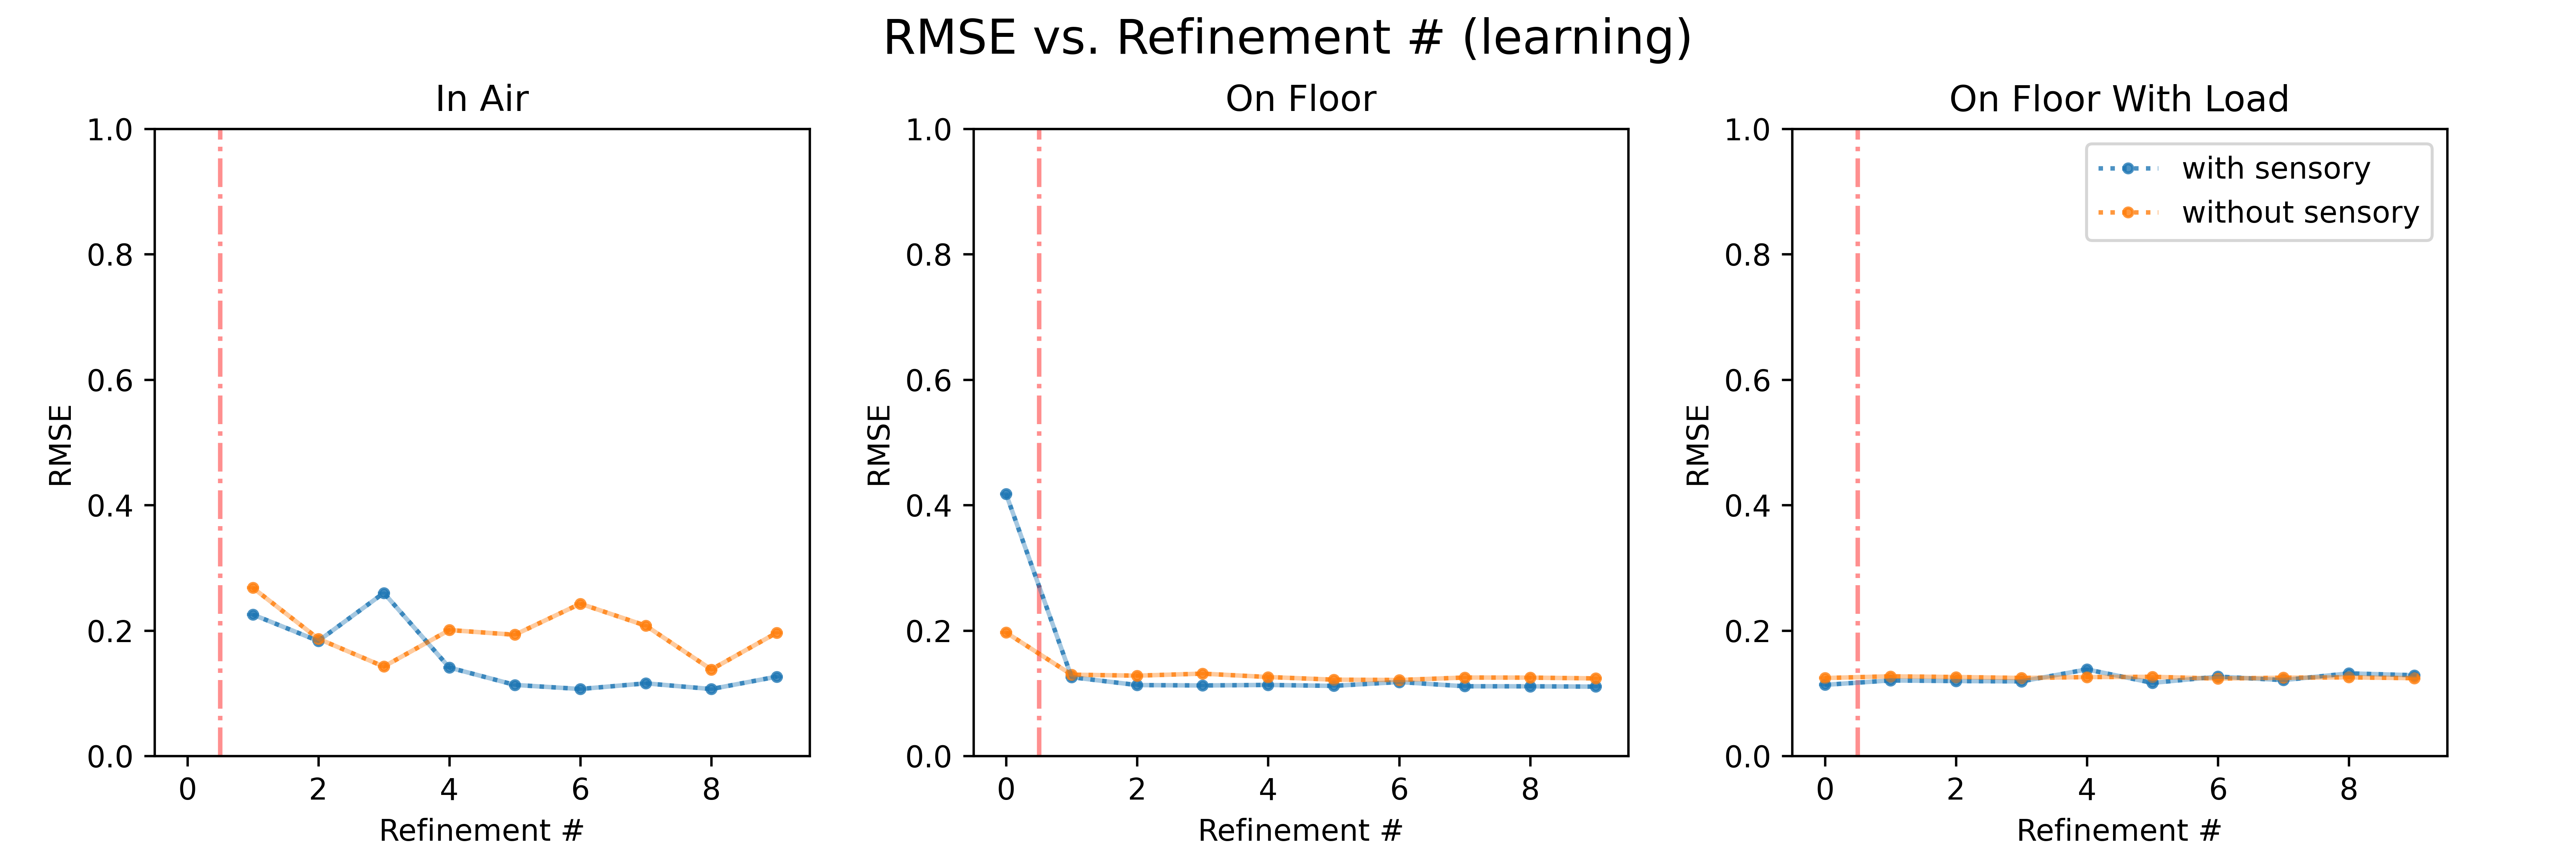 RMSE vs. Refinement # (learning)
In Air
1.0
0.8
0.6
0.4
0.2
0.0
RMSE
0 2 4 6 8
Refinement #
On Floor
1.0
0.8
0.6
0.4
0.2
0.0
RMSE
0 2 4 6 8
Refinement #
On Floor With Load
1.0
0.8
0.6
0.4
0.2
0.0
RMSE
with sensory
without sensory
0 2 4 6 8
Refinement #